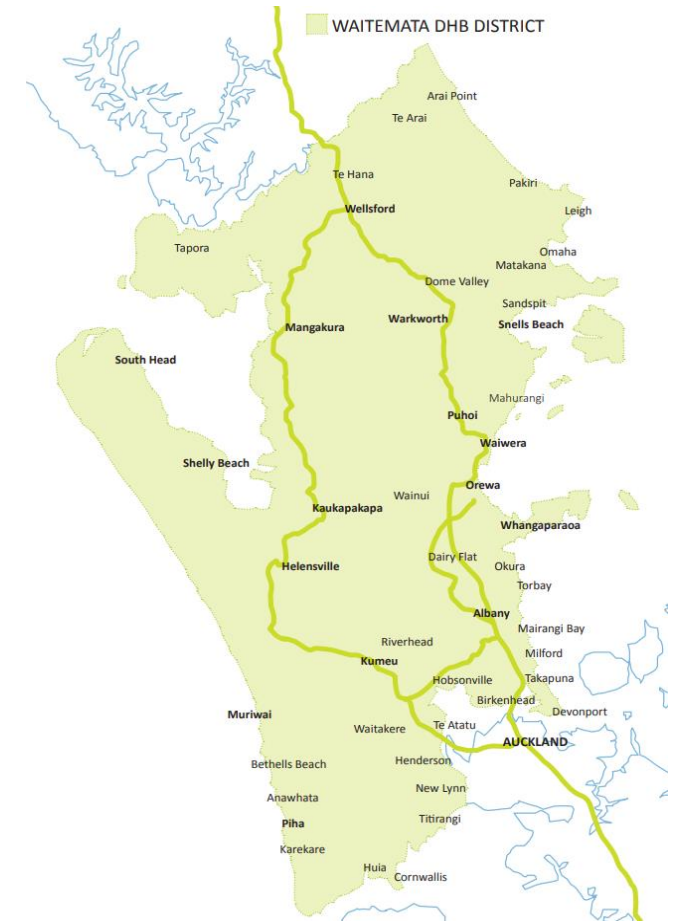 WAITEMATA DHB DISTRICT
Arai Point
Te Arai
Te Hana
Pakiri
Wellsford
Leigh
Tapora
Omaha
Matakana
Dome Valley
Sandspit
Warkworth
Snells Beach
Mangakura
South Head
Mahurangi
Puhoi
Waiwera
Shelly Beach
Orewa
Wainui
Kaukapakapa
Whangaparaoa
Dairy Flat
Helensville
Okura
Torbay
Albany
Mairangi Bay
Riverhead
Milford
Kumeu
Hobsonville
Takapuna
Birkenhead
Muriwai
Devonport
Te Atatu
Waitakere
AUCKLAND
Henderson
Bethells Beach
New Lynn
Anawhata
Titirangi
Piha
Karekare
Huia
Cornwallis